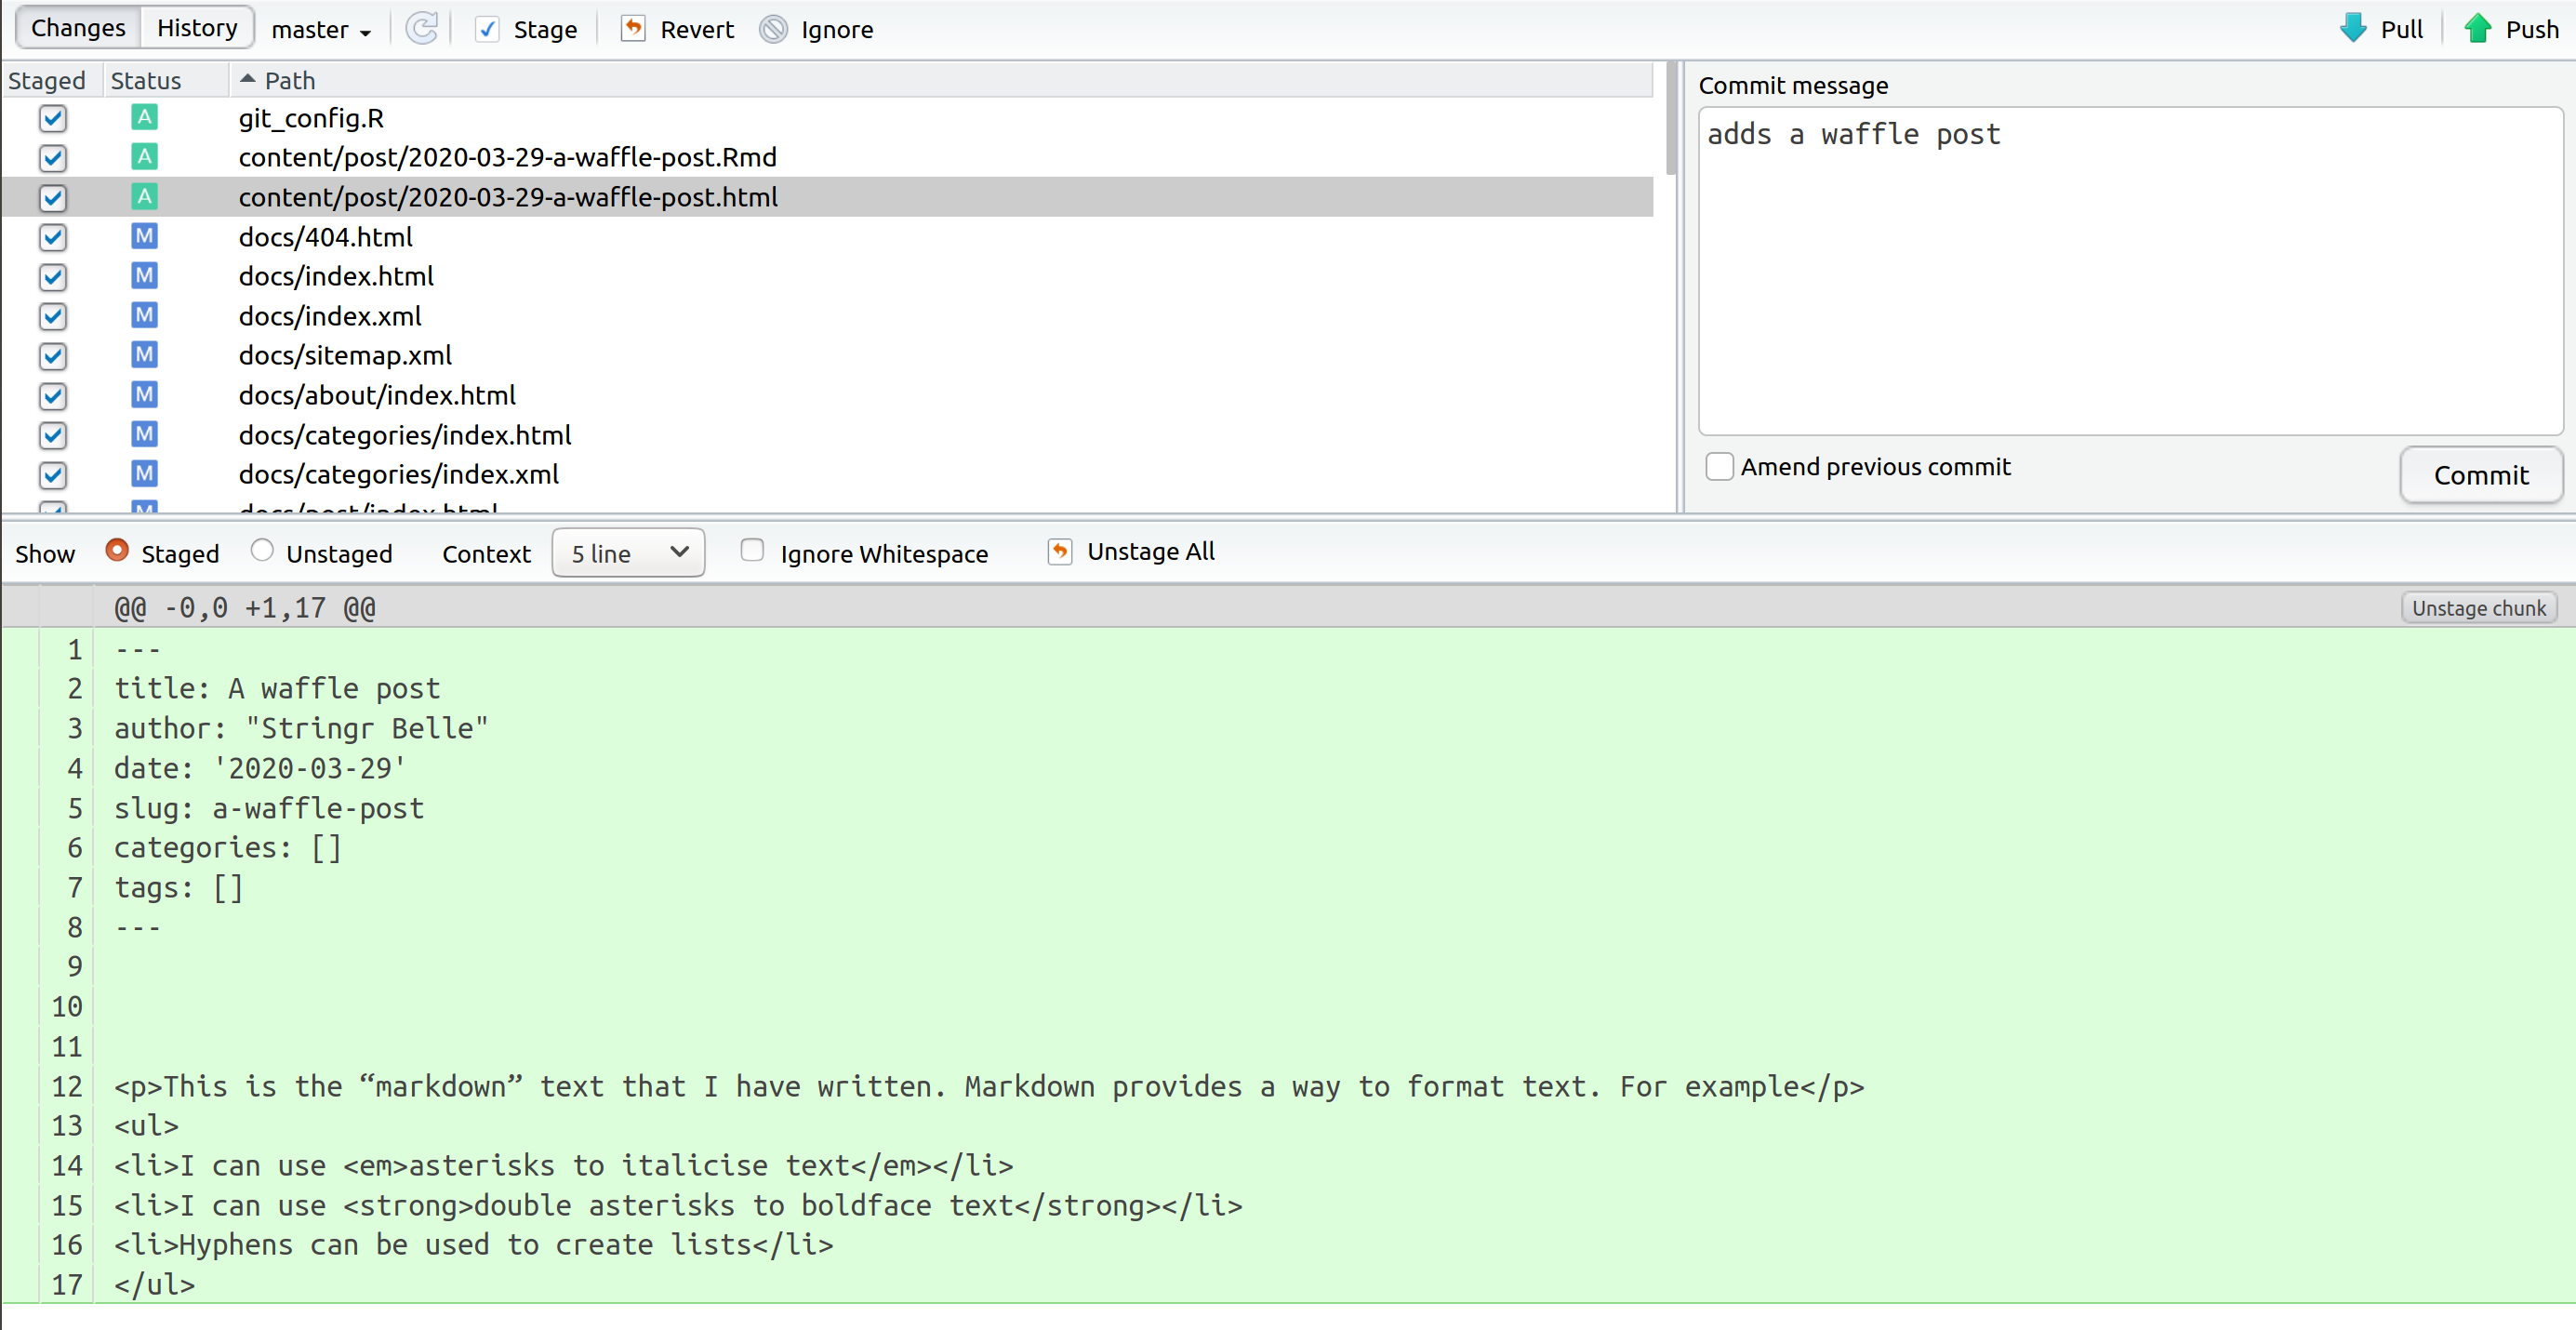 Changes History master Stage Revert Ignore Pull Push
Staged Status Path
A git_config.R
A content/post/2020-03-29-a-waffle-post.Rmd
A content/post/2020-03-29-a-waffle-post.html
M docs/404.html
M docs/index.html
M docs/index.xml
M docs/sitemap.xml
M docs/about/index.html
M docs/categories/index.html
M docs/categories/index.xml
M docs/post/index.html
Commit message
adds a waffle post
Amend previous commit
Commit
Show Staged Unstaged Context 5 line Ignore Whitespace Unstage All
@@ -0,0 +1,17 @@ Unstage chunk
1 ---
2 title: A waffle post
3 author: "Stringr Belle"
4 date: '2020-03-29'
5 slug: a-waffle-post
6 categories: []
7 tags: []
8 ---
9
10
11
12 <p>This is the “markdown” text that I have written. Markdown provides a way to format text. For example</p>
13 <ul>
14 <li>I can use <em>asterisks to italicise text</em></li>
15 <li>I can use <strong>double asterisks to boldface text</strong></li>
16 <li>Hyphens can be used to create lists</li>
17 </ul>